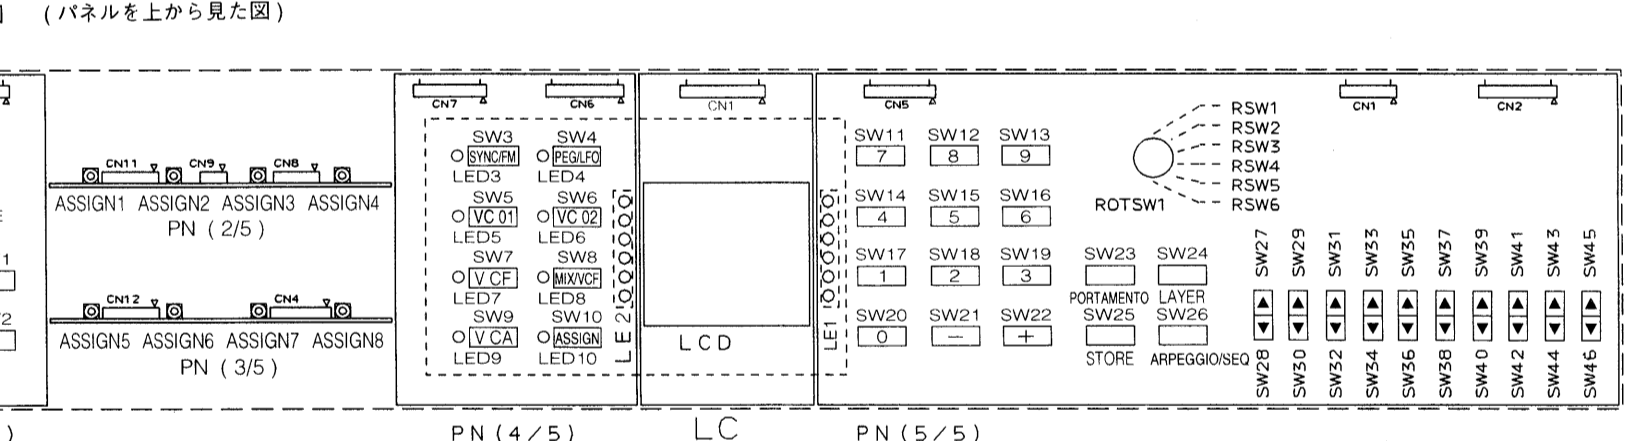 (パネルを上から見た図)
CN7 CN6 CN1 CN5 CN1 CN2
CN11 CN9 CN8
ASSIGN1 ASSIGN2 ASSIGN3 ASSIGN4
PN (2/5)
CN12 CN4
ASSIGN5 ASSIGN6 ASSIGN7 ASSIGN8
PN (3/5)
SW3 SW4
SYNC/FM PEG/LFO
LED3 LED4
SW5 SW6
VC 01 VC 02
LED5 LED6
SW7 SW8
V CF MIX/VCF
LED7 LED8
SW9 SW10
V CA ASSIGN
LED9 LED10
LE 2
LCD
LE1
SW11 SW12 SW13
7 8 9
SW14 SW15 SW16
4 5 6
SW17 SW18 SW19
1 2 3
SW20 SW21 SW22
0 − +
RSW1
RSW2
RSW3
RSW4
RSW5
RSW6
ROTSW1
SW23 SW24
PORTAMENTO LAYER
SW25 SW26
STORE ARPEGGIO/SEQ
SW27 SW29 SW31 SW33 SW35 SW37 SW39 SW41 SW43 SW45
SW28 SW30 SW32 SW34 SW36 SW38 SW40 SW42 SW44 SW46
PN (4/5) LC PN (5/5)